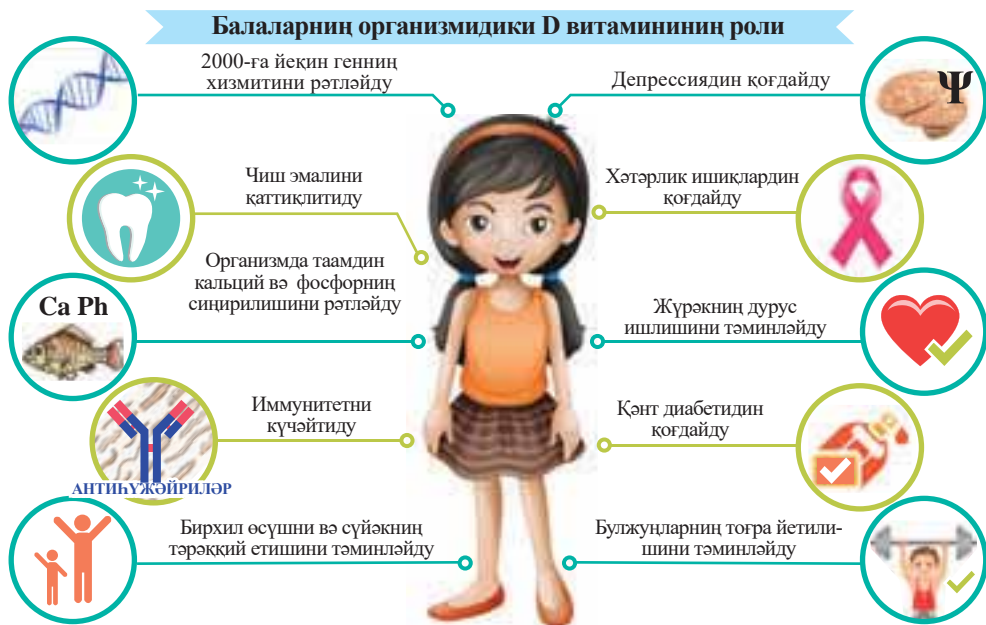 Балаларниң организмидики D витамининиң роли
2000-ға йеқин генниң
хизмитини рәтләйду
Чиш эмалини
қаттиқлитиду
Организмда таамдин
кальций вә фосфорниң
сиңирилишини рәтләйду
Ca Ph
Иммунитетни
күчәйтиду
АНТИҺҮЖӘЙРИЛӘР
Бирхил өсүшни вә сүйәкниң
тәрәққий етишини тәминләйду
Депрессиядин қоғдайду
Ψ
Хәтәрлик ишиқлардин
қоғдайду
Жүрәкниң дурус
ишлишини тәминләйду
Қәнт диабетидин
қоғдайду
Булжуңларниң тоғра йетили-
шини тәминләйду